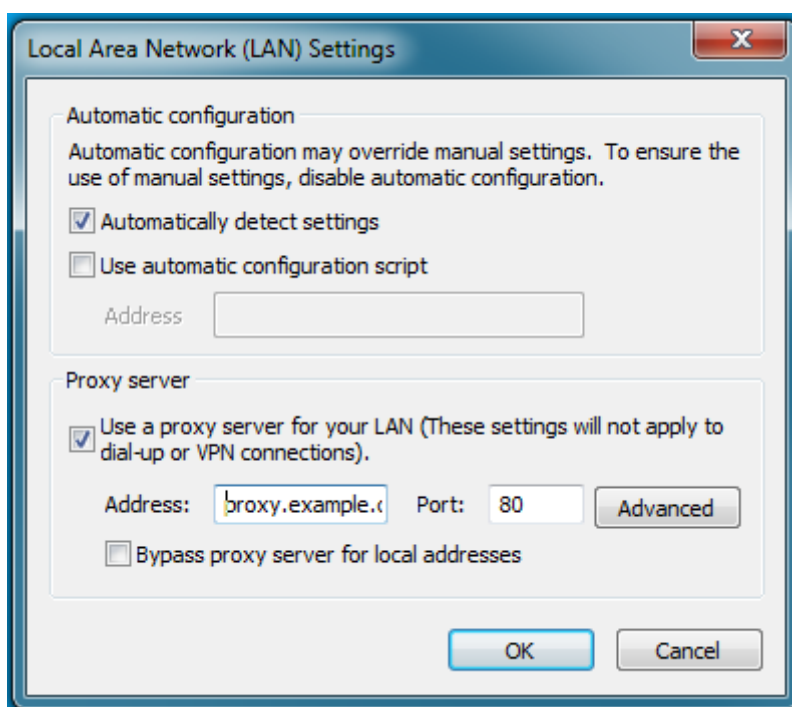 Local Area Network (LAN) Settings
Automatic configuration
Automatic configuration may override manual settings.  To ensure the
use of manual settings, disable automatic configuration.
Automatically detect settings
Use automatic configuration script
Address
Proxy server
Use a proxy server for your LAN (These settings will not apply to
dial-up or VPN connections).
Address: proxy.example.c Port: 80 Advanced
Bypass proxy server for local addresses
OK Cancel